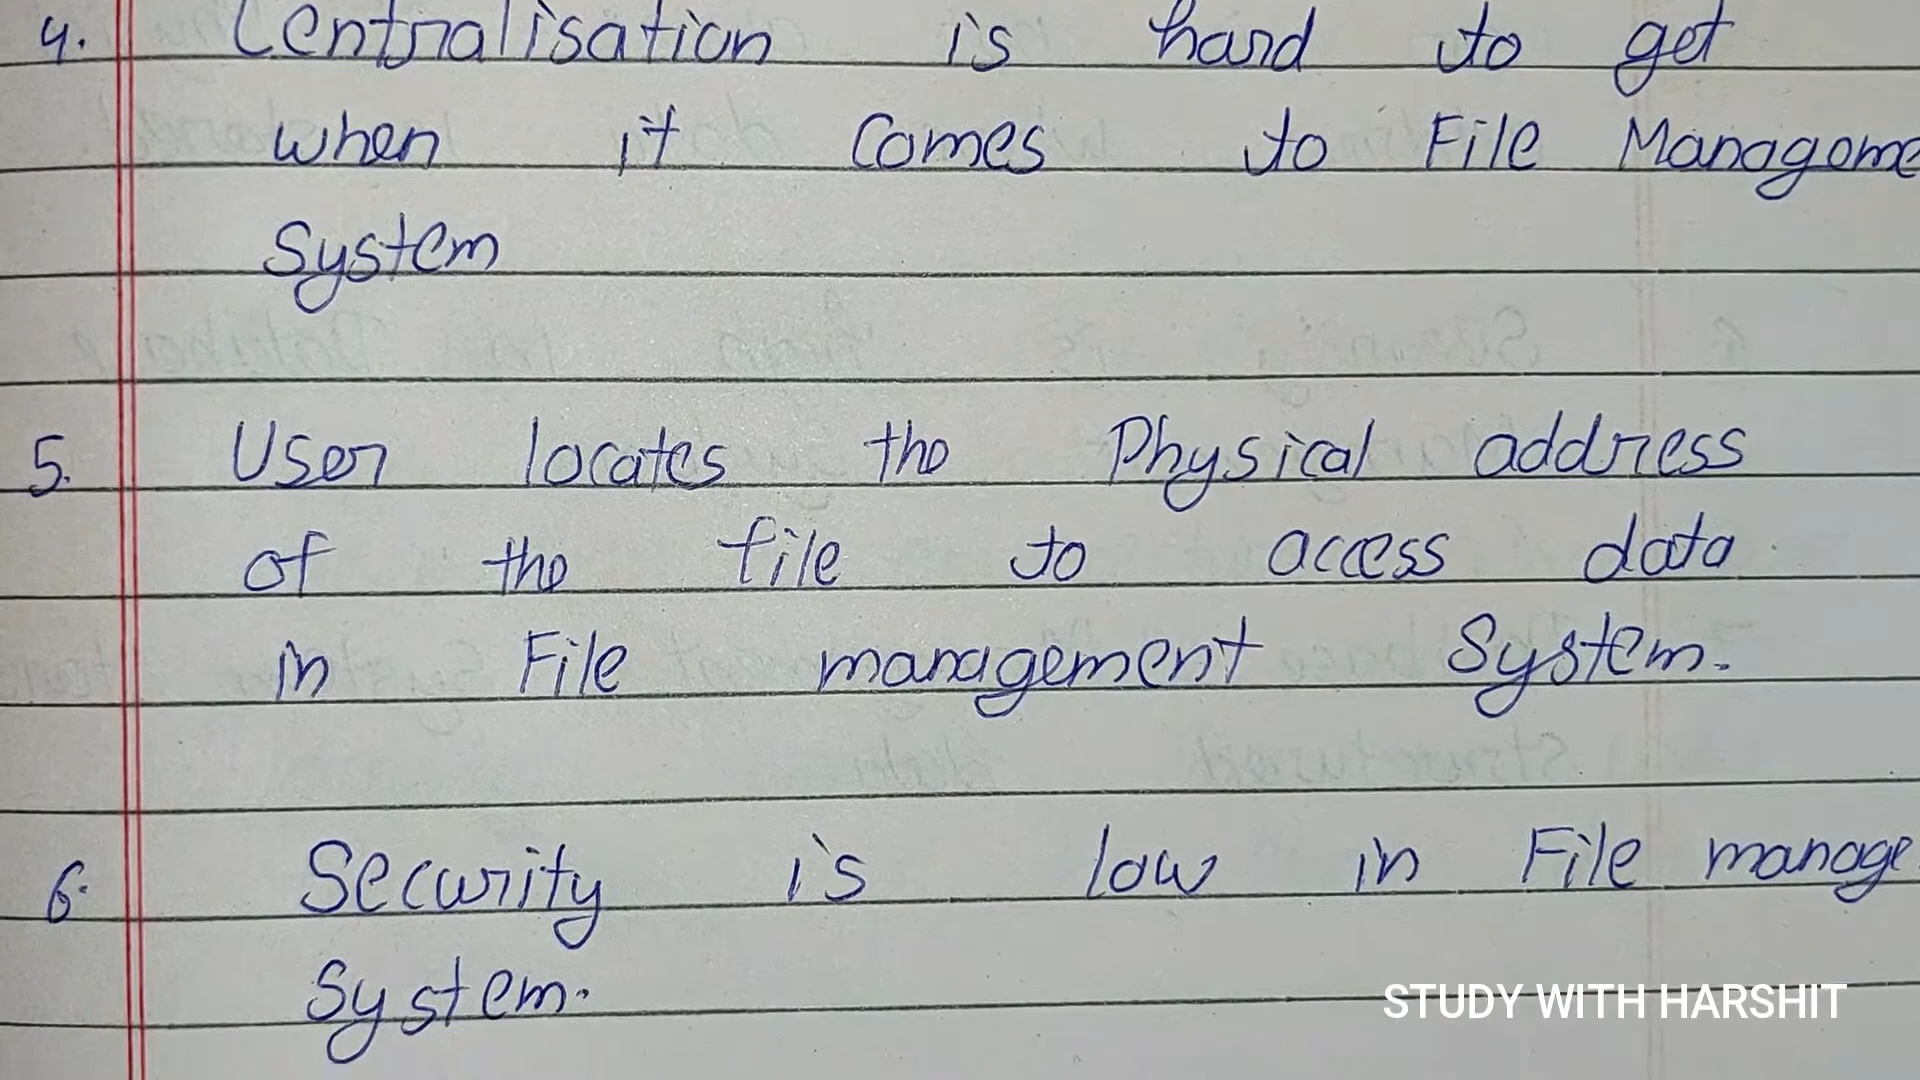 4. Centralisation is hard to get
when it comes to File Manageme
System
5. User locates the Physical address
of the file to access data
in File management System.
6. Security is low in File manage
System.
STUDY WITH HARSHIT